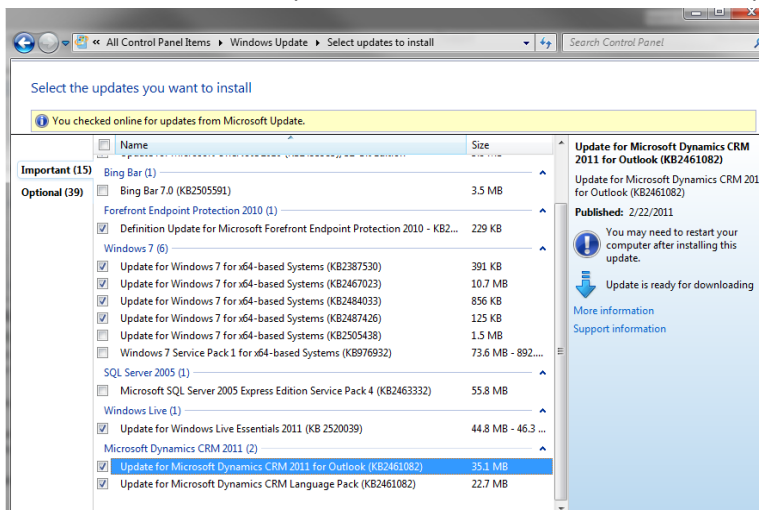 « All Control Panel Items ▸ Windows Update ▸ Select updates to install
Search Control Panel
Select the updates you want to install
You checked online for updates from Microsoft Update.
Important (15)
Optional (39)
Name Size
Bing Bar (1)
Bing Bar 7.0 (KB2505591) 3.5 MB
Forefront Endpoint Protection 2010 (1)
Definition Update for Microsoft Forefront Endpoint Protection 2010 - KB2... 229 KB
Windows 7 (6)
Update for Windows 7 for x64-based Systems (KB2387530) 391 KB
Update for Windows 7 for x64-based Systems (KB2467023) 10.7 MB
Update for Windows 7 for x64-based Systems (KB2484033) 856 KB
Update for Windows 7 for x64-based Systems (KB2487426) 125 KB
Update for Windows 7 for x64-based Systems (KB2505438) 1.5 MB
Windows 7 Service Pack 1 for x64-based Systems (KB976932) 73.6 MB - 892....
SQL Server 2005 (1)
Microsoft SQL Server 2005 Express Edition Service Pack 4 (KB2463332) 55.8 MB
Windows Live (1)
Update for Windows Live Essentials 2011 (KB 2520039) 44.8 MB - 46.3 ...
Microsoft Dynamics CRM 2011 (2)
Update for Microsoft Dynamics CRM 2011 for Outlook (KB2461082) 35.1 MB
Update for Microsoft Dynamics CRM Language Pack (KB2461082) 22.7 MB
Update for Microsoft Dynamics CRM
2011 for Outlook (KB2461082)
Update for Microsoft Dynamics CRM 201
for Outlook (KB2461082)
Published: 2/22/2011
You may need to restart your
computer after installing this
update.
Update is ready for downloading
More information
Support information